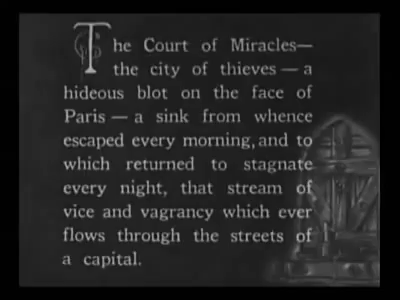 The Court of Miracles—
the city of thieves — a
hideous blot on the face of
Paris — a sink from whence
escaped every morning, and to
which returned to stagnate
every night, that stream of
vice and vagrancy which ever
flows through the streets of
a capital.